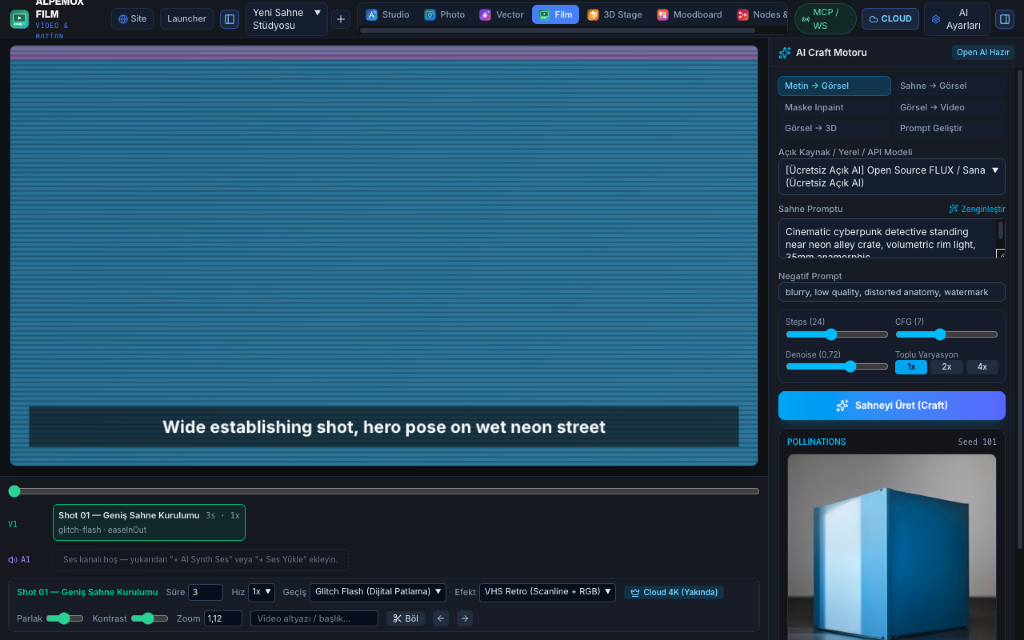 ALPEMOX
FILM
VIDEO &
MOTION
Site
Launcher
Yeni Sahne
Stüdyosu
Studio
Photo
Vector
Film
3D Stage
Moodboard
Nodes &
MCP /
WS
CLOUD
AI
Ayarları
AI Craft Motoru
Open AI Hazır
Metin → Görsel
Sahne → Görsel
Maske Inpaint
Görsel → Video
Görsel → 3D
Prompt Geliştir
Açık Kaynak / Yerel / API Modeli
[Ücretsiz Açık AI] Open Source FLUX / Sana
(Ücretsiz Açık AI)
Sahne Promptu
Zenginleştir
Cinematic cyberpunk detective standing
near neon alley crate, volumetric rim light,
35mm anamorphic
Negatif Prompt
blurry, low quality, distorted anatomy, watermark
Steps (24)
CFG (7)
Denoise (0.72)
Toplu Varyasyon
1x
2x
4x
Sahneyi Üret (Craft)
POLLINATIONS
Seed 101
Wide establishing shot, hero pose on wet neon street
V1
Shot 01 — Geniş Sahne Kurulumu 3s · 1x
glitch-flash · easeInOut
A1
Ses kanalı boş — yukarıdan "+ AI Synth Ses" veya "+ Ses Yükle" ekleyin.
Shot 01 — Geniş Sahne Kurulumu
Süre 3
Hız 1x
Geçiş Glitch Flash (Dijital Patlama)
Efekt VHS Retro (Scanline + RGB)
Cloud 4K (Yakında)
Parlak
Kontrast
Zoom 1,12
Video altyazı / başlık...
Böl
← →